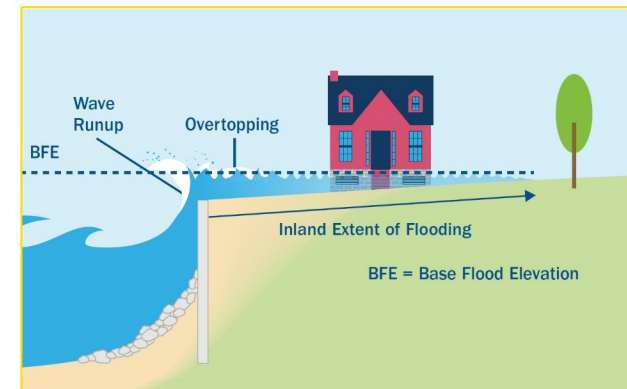 Wave
Runup
Overtopping
BFE
Inland Extent of Flooding
BFE = Base Flood Elevation